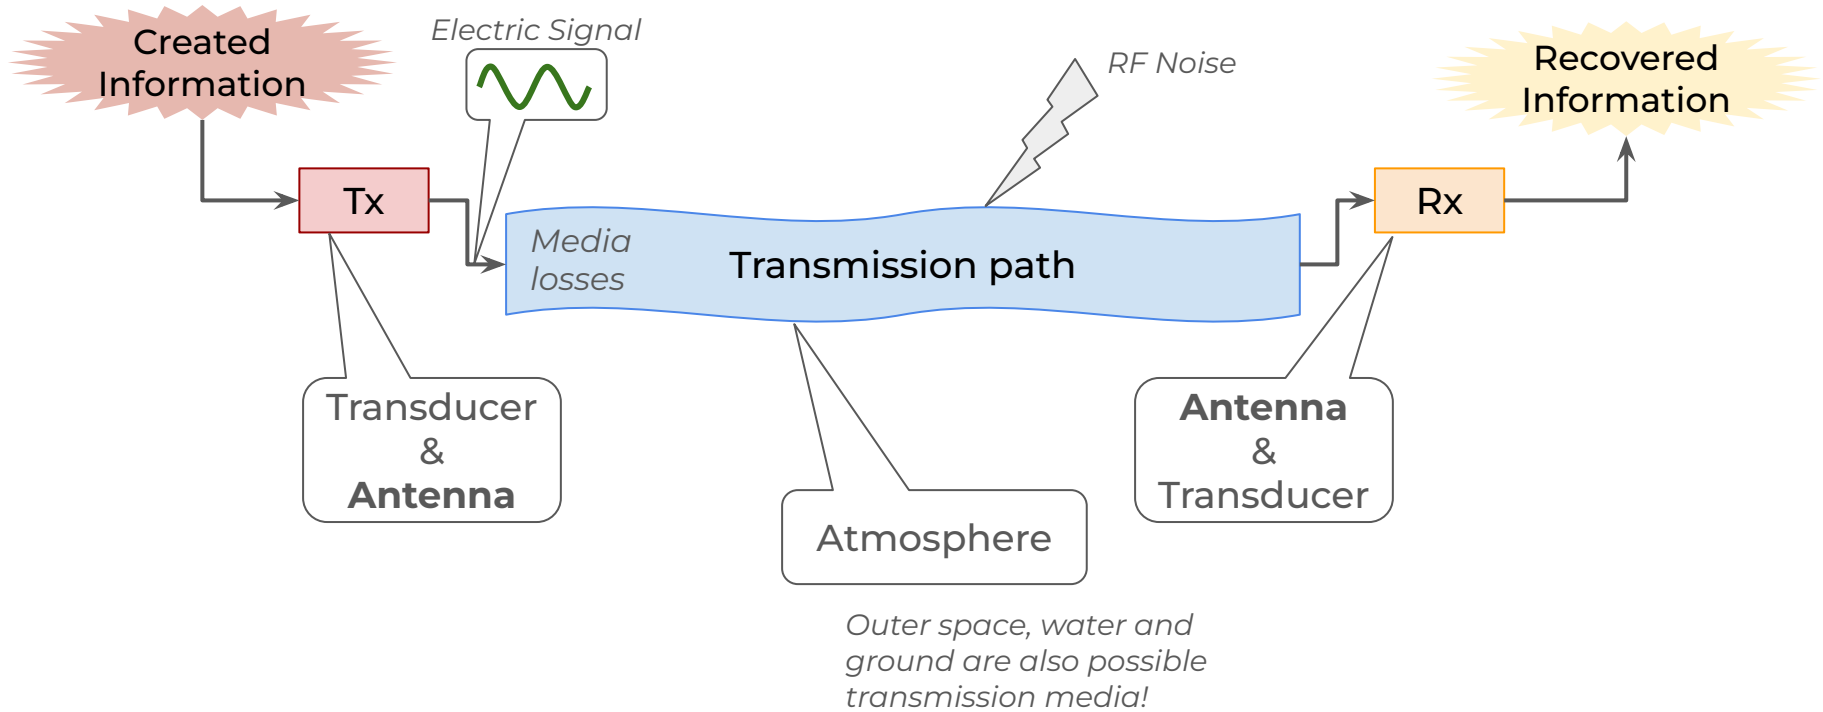 Created
Information
Electric Signal
RF Noise
Recovered
Information
Tx
Rx
Media
losses
Transmission path
Transducer
&
Antenna
Antenna
&
Transducer
Atmosphere
Outer space, water and
ground are also possible
transmission media!